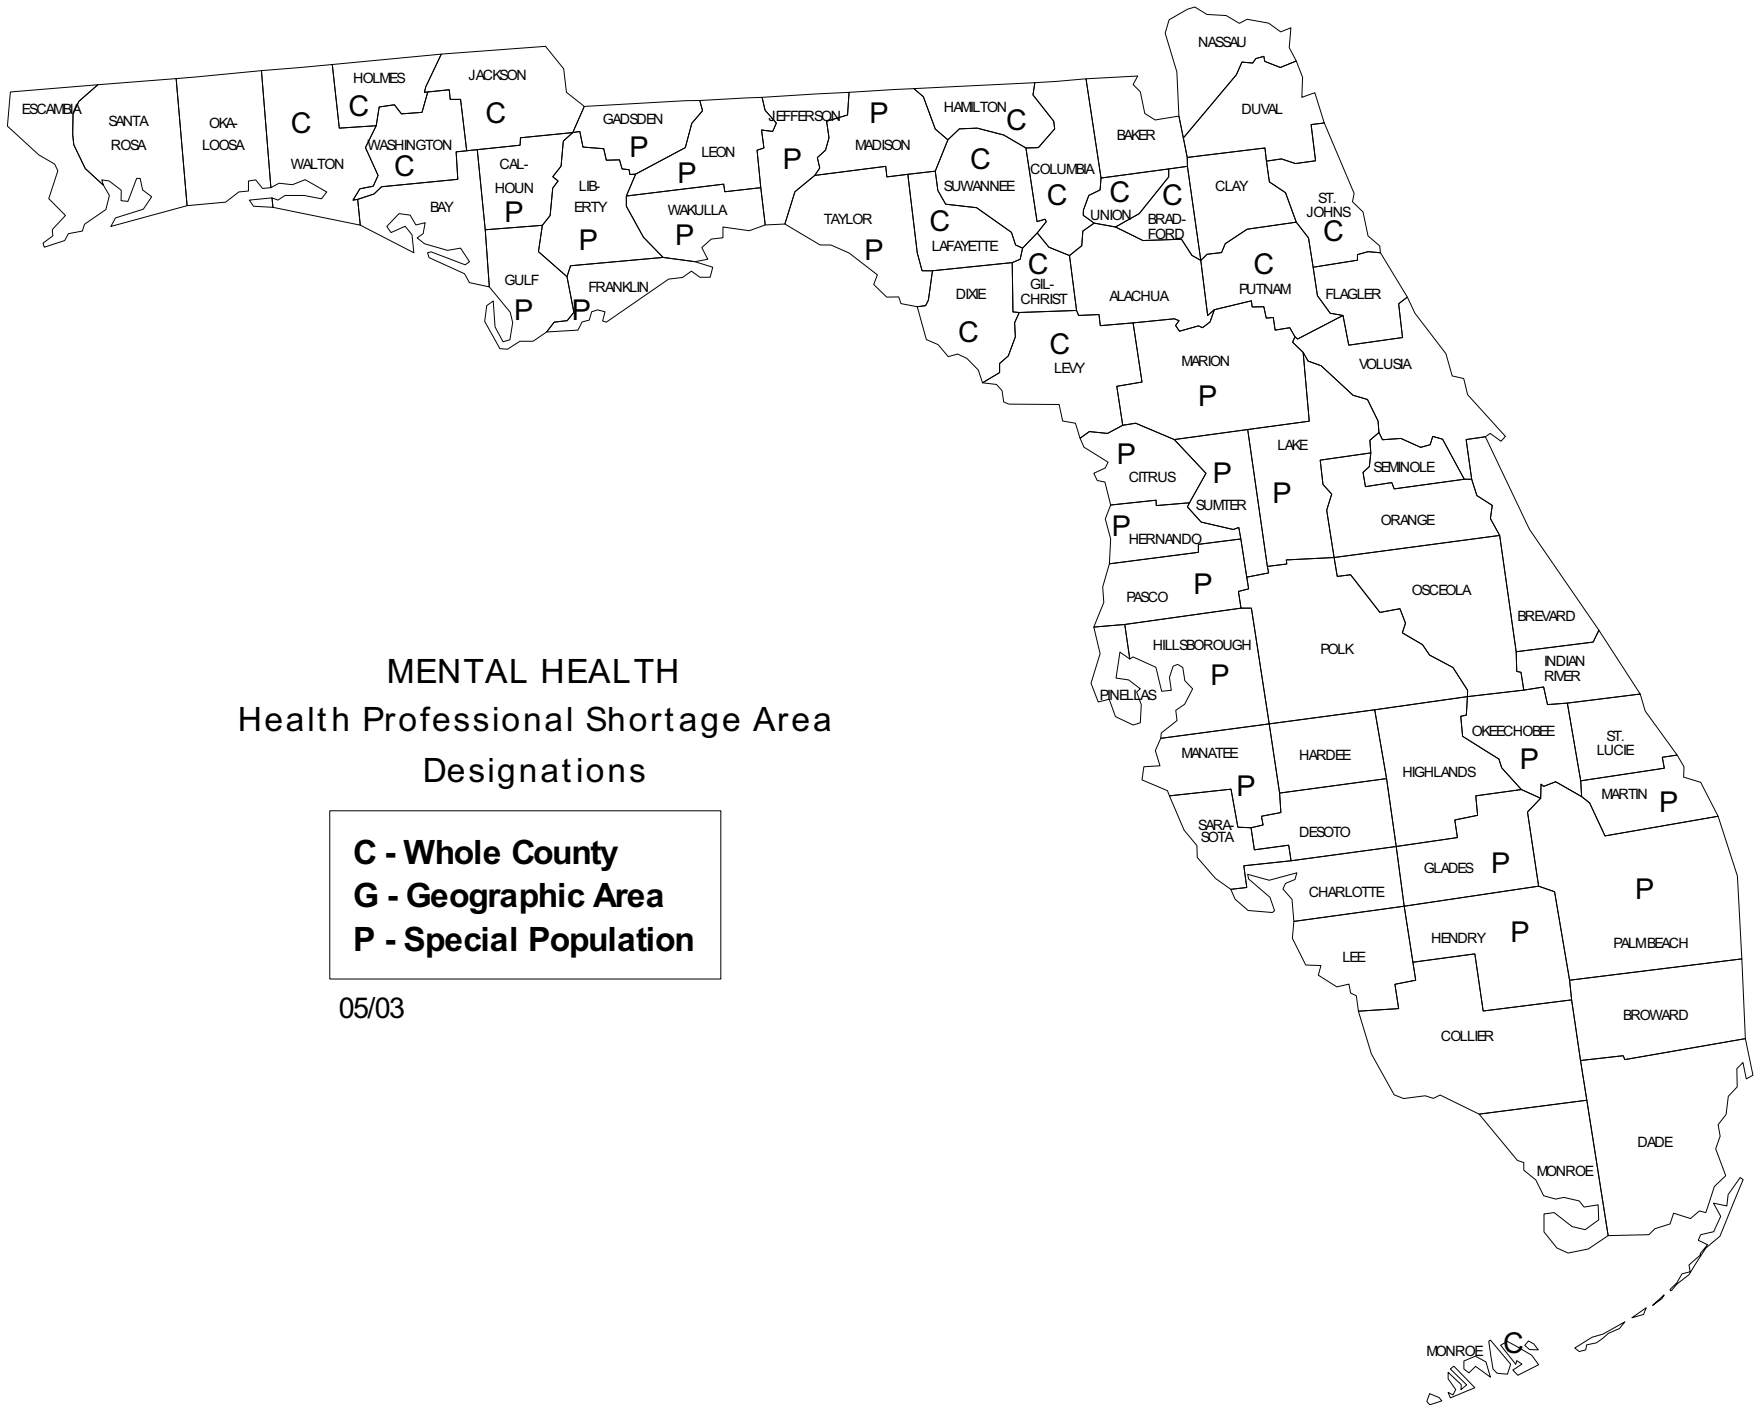 NASSAU
HOLMES
JACKSON
C
C
ESCAMBIA
SANTA
ROSA
OKA-
LOOSA
C
WALTON
WASHINGTON
C
CAL-
HOUN
P
BAY
GULF
P
GADSDEN
P
LIB-
ERTY
P
FRANKLIN
P
LEON
P
WAKULLA
P
JEFFERSON
P
P
MADISON
TAYLOR
P
HAMILTON
C
C
SUWANNEE
C
LAFAYETTE
DIXIE
C
COLUMBIA
C
BAKER
DUVAL
C
UNION
C
BRAD-
FORD
CLAY
ST.
JOHNS
C
C
GIL-
CHRIST
ALACHUA
C
PUTNAM
FLAGLER
C
LEVY
MARION
P
VOLUSIA
P
CITRUS
P
SUMTER
LAKE
P
SEMINOLE
ORANGE
P
HERNANDO
PASCO
P
OSCEOLA
BREVARD
HILLSBOROUGH
P
PINELLAS
POLK
INDIAN
RIVER
MANATEE
P
HARDEE
HIGHLANDS
OKEECHOBEE
P
ST.
LUCIE
MARTIN
P
SARA-
SOTA
DESOTO
GLADES
P
CHARLOTTE
P
PALM BEACH
LEE
HENDRY
P
BROWARD
COLLIER
DADE
MONROE
MONROE
C
MENTAL HEALTH
Health Professional Shortage Area
Designations
C - Whole County
G - Geographic Area
P - Special Population
05/03